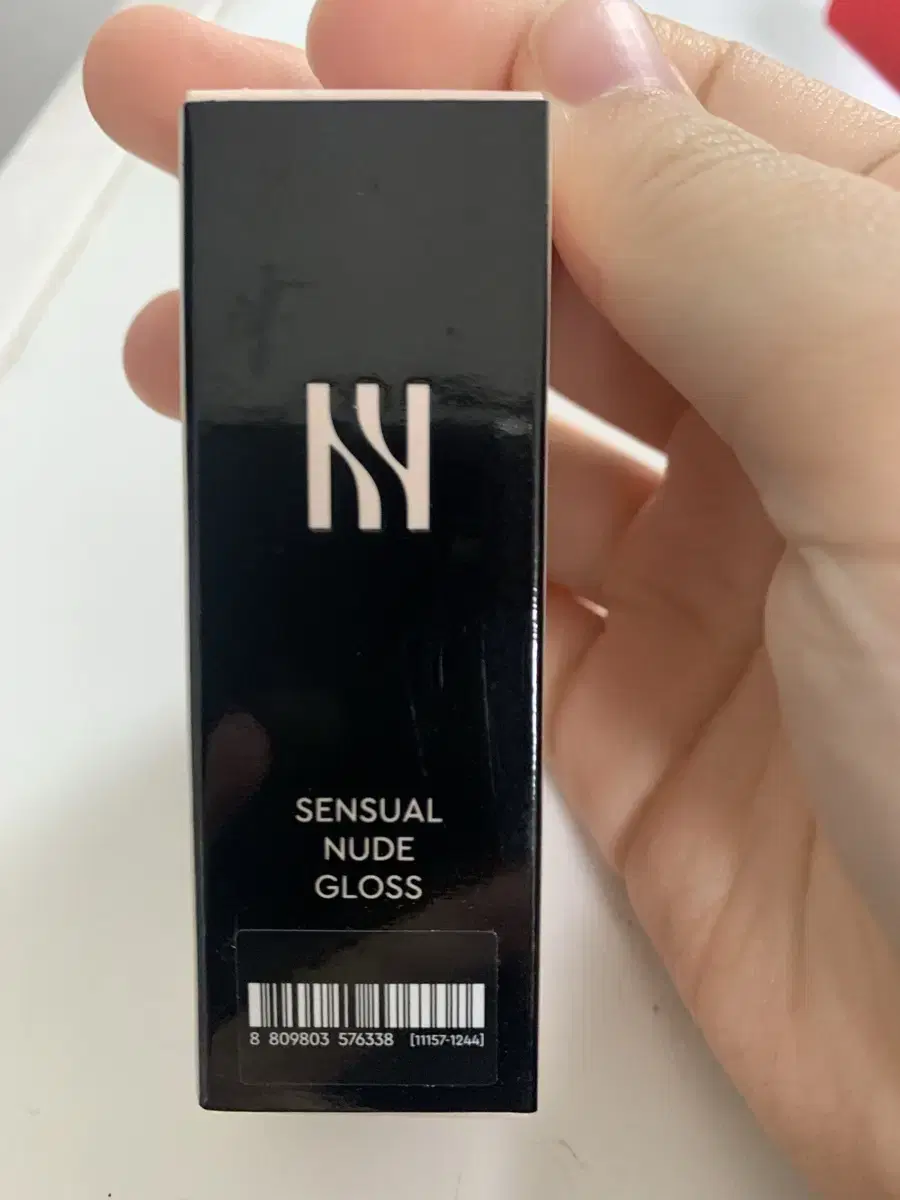 SENSUAL
NUDE
GLOSS
8 809803 576338 [11157-1244]